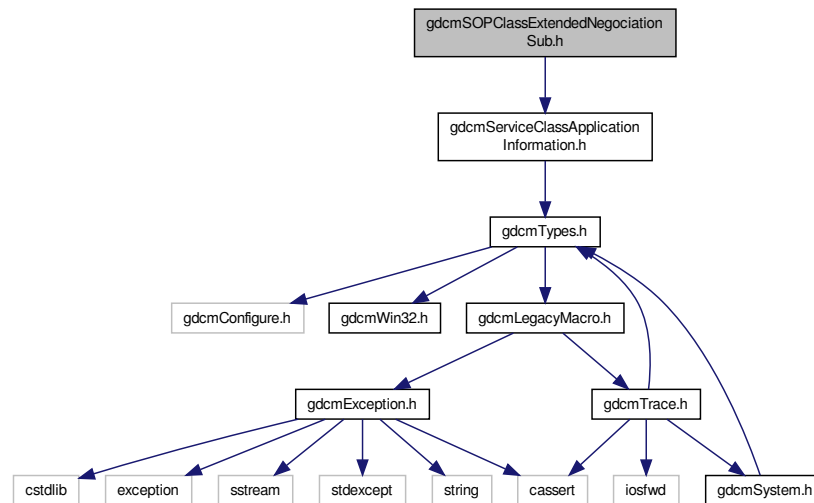 gdcmSOPClassExtendedNegociation
Sub.h
gdcmServiceClassApplication
Information.h
gdcmTypes.h
gdcmConfigure.h
gdcmWin32.h
gdcmLegacyMacro.h
gdcmException.h
gdcmTrace.h
cstdlib
exception
sstream
stdexcept
string
cassert
iosfwd
gdcmSystem.h